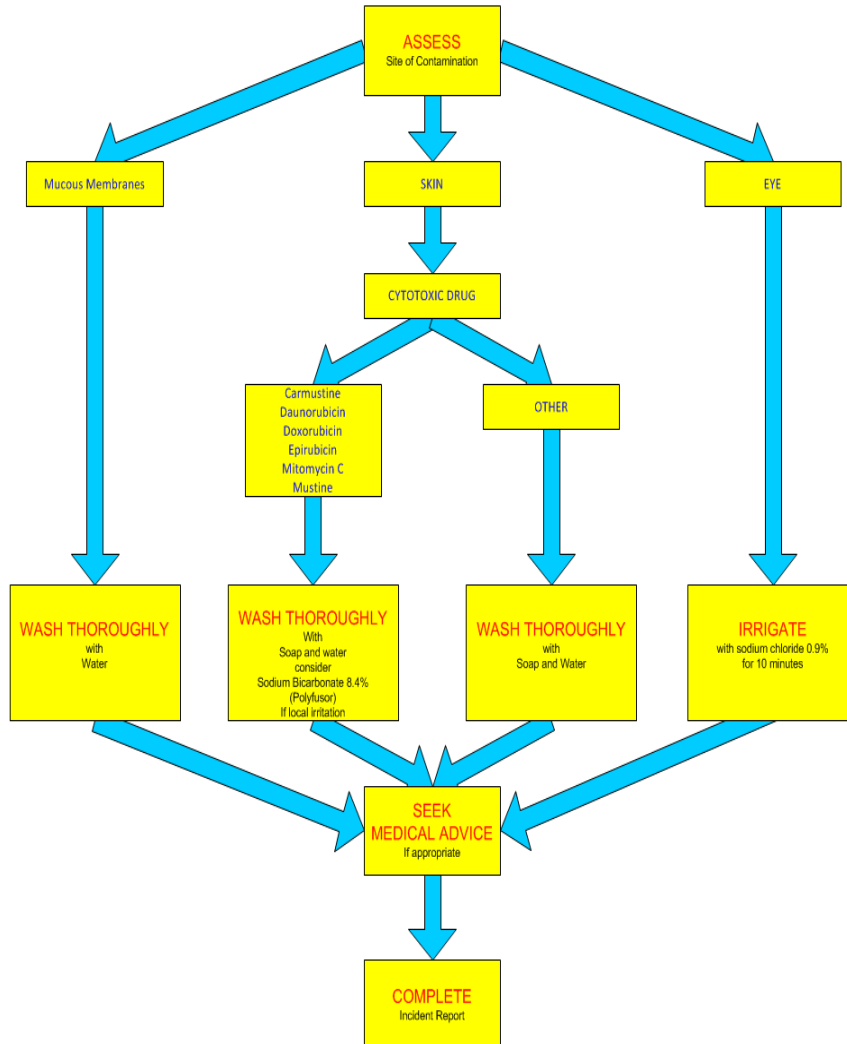 ASSESS
Site of Contamination
Mucous Membranes
SKIN
EYE
CYTOTOXIC DRUG
Carmustine
Daunorubicin
Doxorubicin
Epirubicin
Mitomycin C
Mustine
OTHER
WASH THOROUGHLY
with
Water
WASH THOROUGHLY
With
Soap and water
consider
Sodium Bicarbonate 8.4%
(Polyfusor)
If local irritation
WASH THOROUGHLY
with
Soap and Water
IRRIGATE
with sodium chloride 0.9%
for 10 minutes
SEEK
MEDICAL ADVICE
If appropriate
COMPLETE
Incident Report